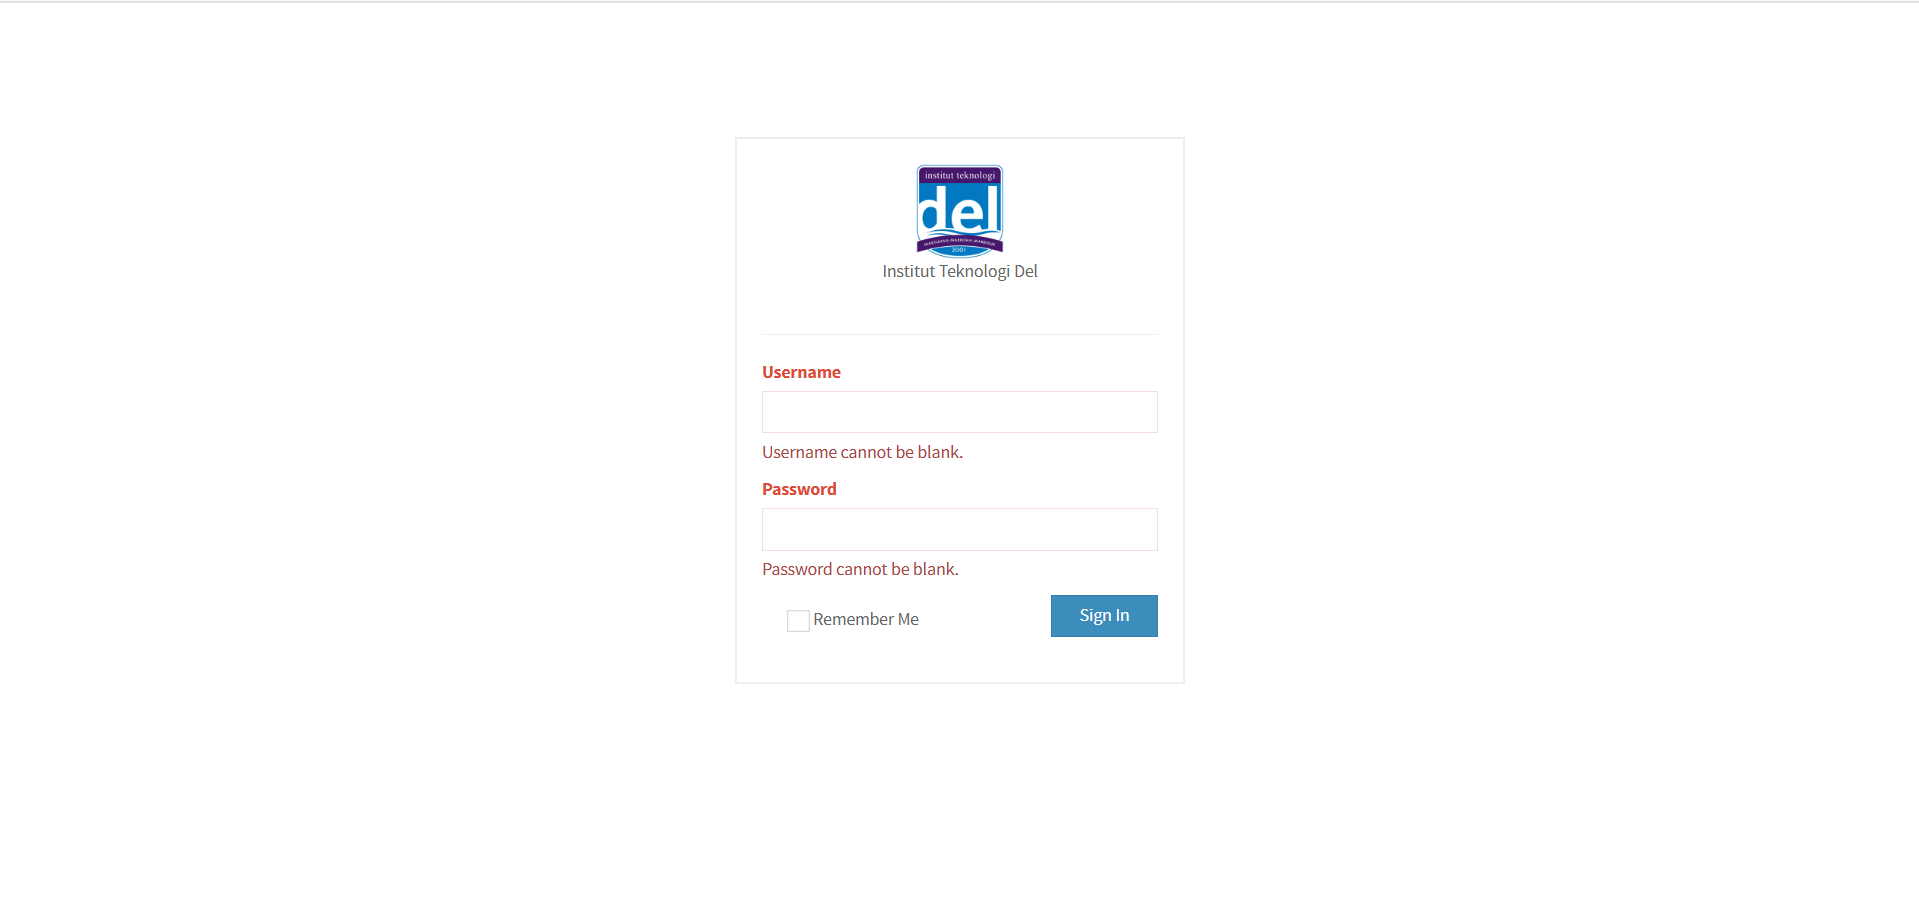 institut teknologi
del
2001
Institut Teknologi Del
Username
Username cannot be blank.
Password
Password cannot be blank.
Remember Me
Sign In